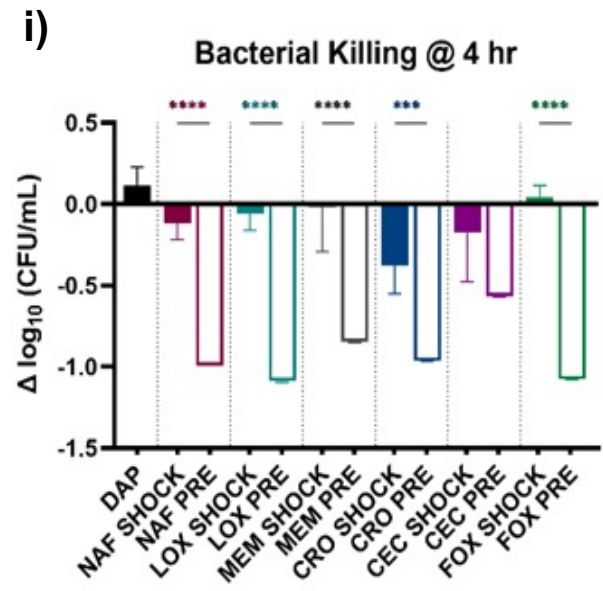 i)
Bacterial Killing @ 4 hr
**** **** **** *** ****
0.5
0.0
-0.5
-1.0
-1.5
Δ log10 (CFU/mL)
DAP
NAF SHOCK
NAF PRE
LOX SHOCK
LOX PRE
MEM SHOCK
MEM PRE
CRO SHOCK
CRO PRE
CEC SHOCK
CEC PRE
FOX SHOCK
FOX PRE